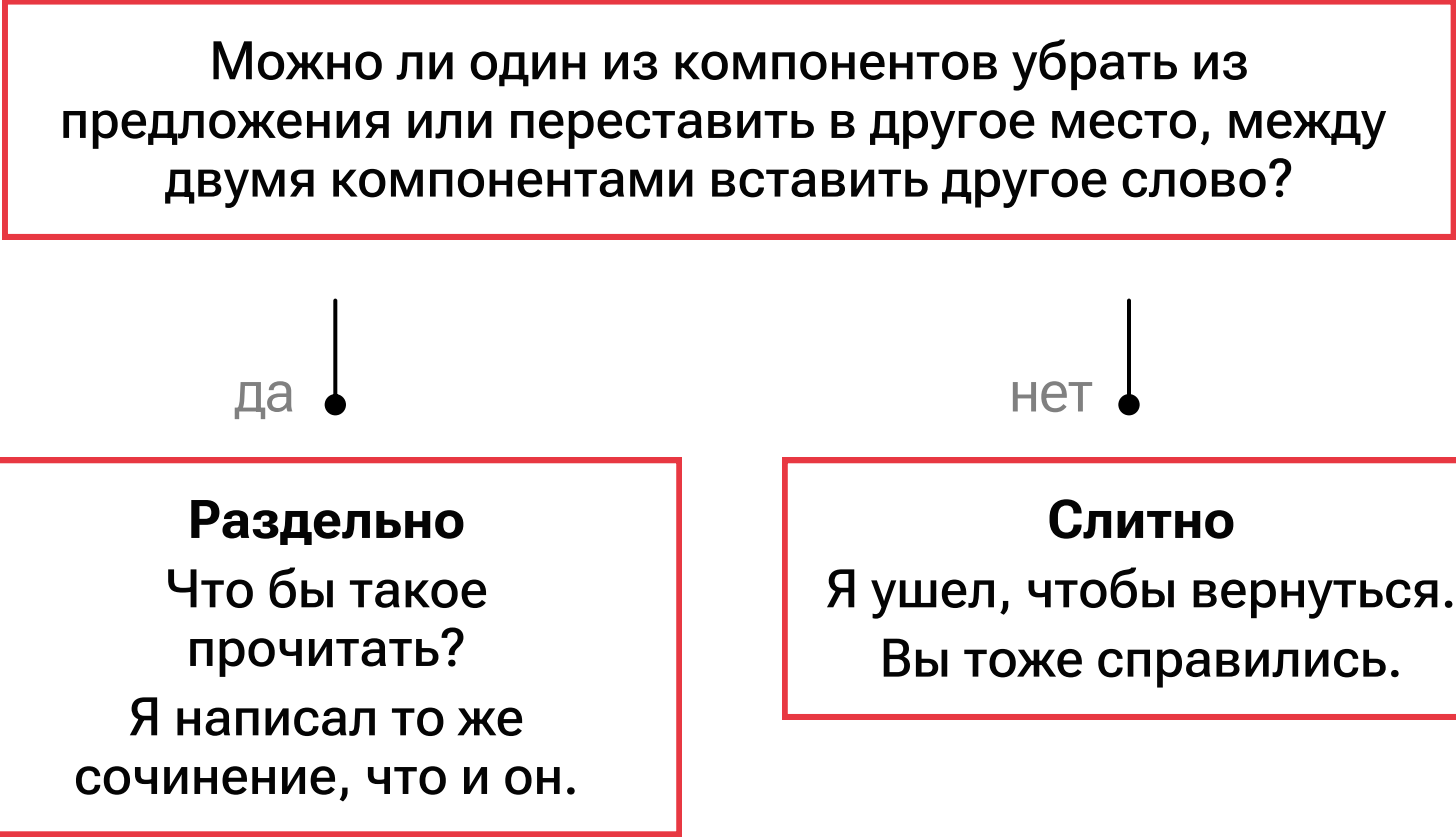 Можно ли один из компонентов убрать из
предложения или переставить в другое место, между
двумя компонентами вставить другое слово?
да
нет
Раздельно
Что бы такое
прочитать?
Я написал то же
сочинение, что и он.
Слитно
Я ушел, чтобы вернуться.
Вы тоже справились.